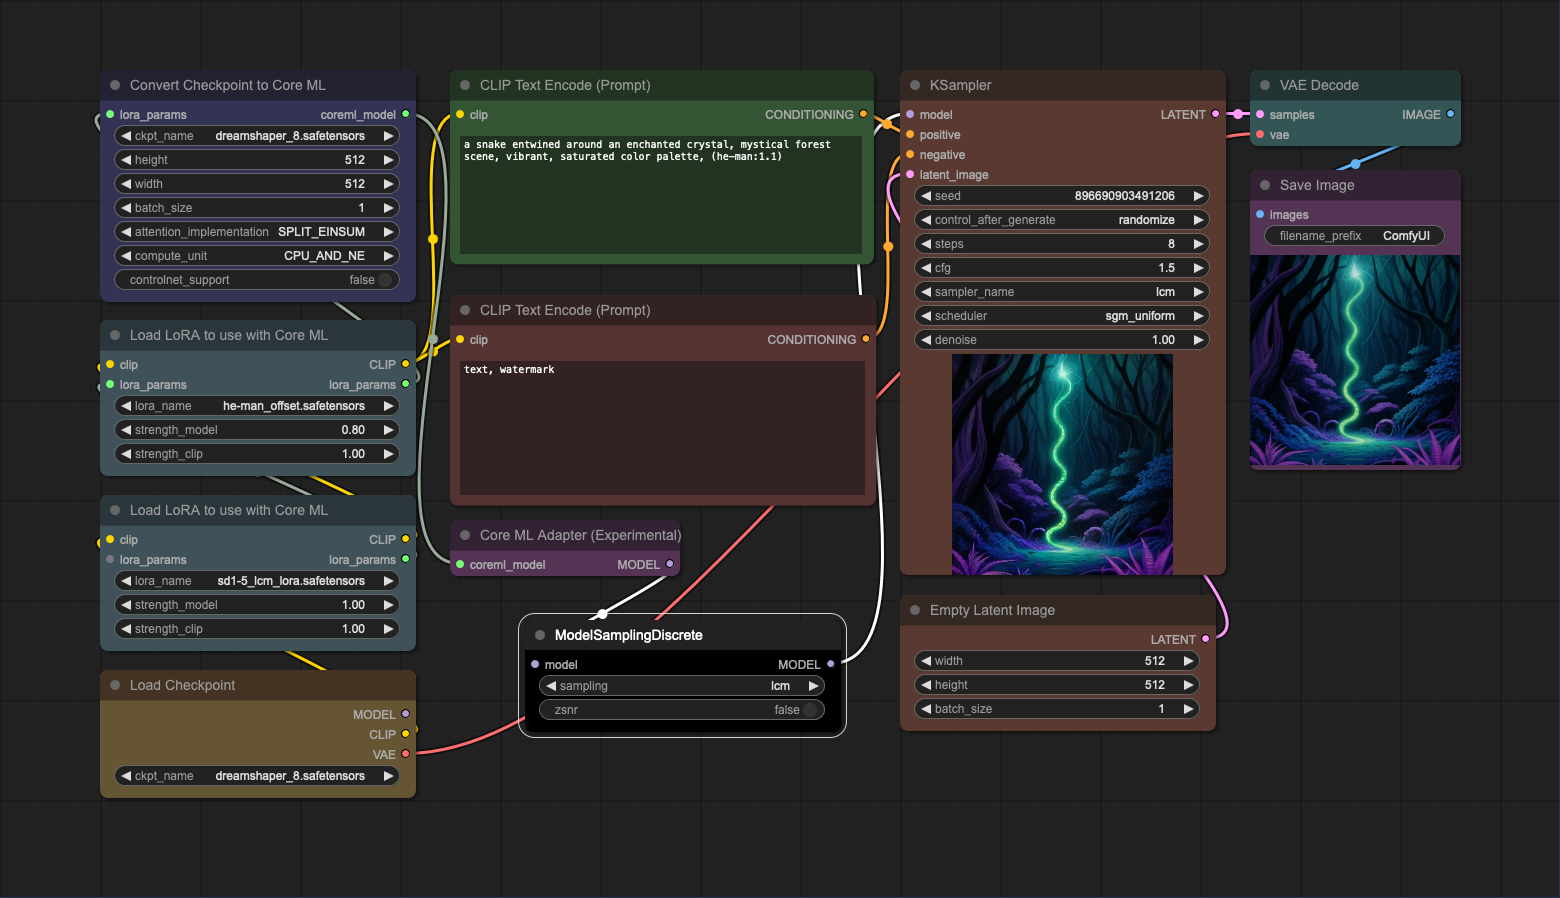 Convert Checkpoint to Core ML
lora_params coreml_model
ckpt_name dreamshaper_8.safetensors
height 512
width 512
batch_size 1
attention_implementation SPLIT_EINSUM
compute_unit CPU_AND_NE
controlnet_support false
Load LoRA to use with Core ML
clip CLIP
lora_params lora_params
lora_name he-man_offset.safetensors
strength_model 0.80
strength_clip 1.00
Load LoRA to use with Core ML
clip CLIP
lora_params lora_params
lora_name sd1-5_lcm_lora.safetensors
strength_model 1.00
strength_clip 1.00
Load Checkpoint
MODEL
CLIP
VAE
ckpt_name dreamshaper_8.safetensors
CLIP Text Encode (Prompt)
clip CONDITIONING
a snake entwined around an enchanted crystal, mystical forest
scene, vibrant, saturated color palette, (he-man:1.1)
CLIP Text Encode (Prompt)
clip CONDITIONING
text, watermark
Core ML Adapter (Experimental)
coreml_model MODEL
ModelSamplingDiscrete
model MODEL
sampling lcm
zsnr false
KSampler
model LATENT
positive
negative
latent_image
seed 896690903491206
control_after_generate randomize
steps 8
cfg 1.5
sampler_name lcm
scheduler sgm_uniform
denoise 1.00
Empty Latent Image
LATENT
width 512
height 512
batch_size 1
VAE Decode
samples IMAGE
vae
Save Image
images
filename_prefix ComfyUI